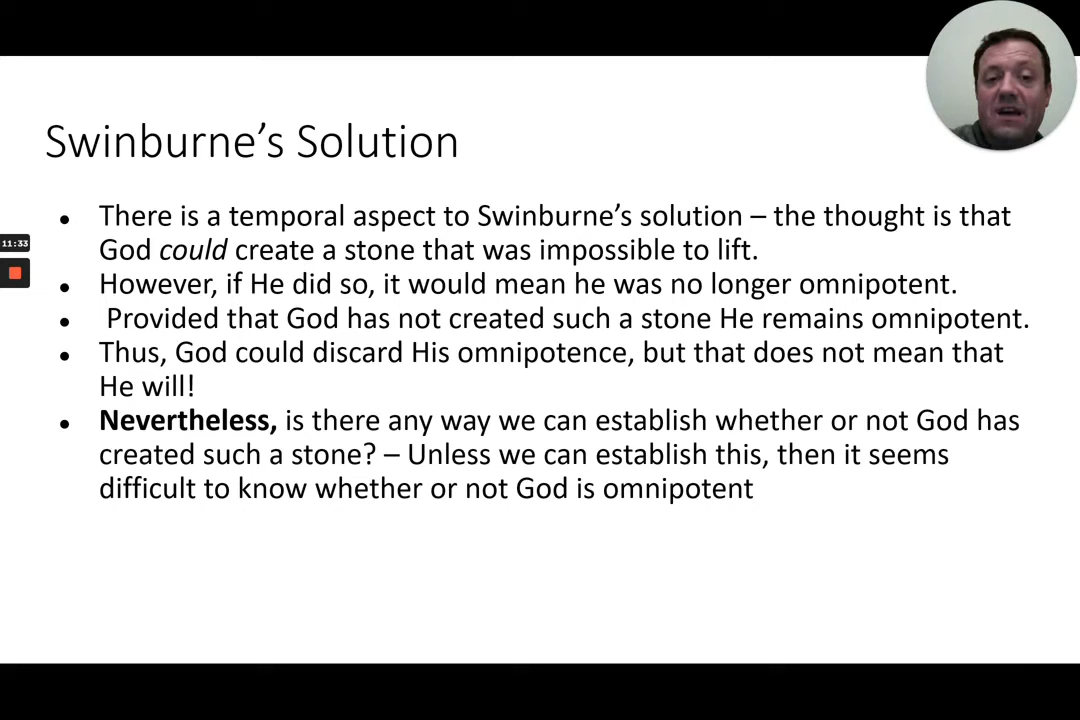 Swinburne's Solution
• There is a temporal aspect to Swinburne's solution – the thought is that
God could create a stone that was impossible to lift.
11:33
• However, if He did so, it would mean he was no longer omnipotent.
• Provided that God has not created such a stone He remains omnipotent.
• Thus, God could discard His omnipotence, but that does not mean that
He will!
• Nevertheless, is there any way we can establish whether or not God has
created such a stone? – Unless we can establish this, then it seems
difficult to know whether or not God is omnipotent